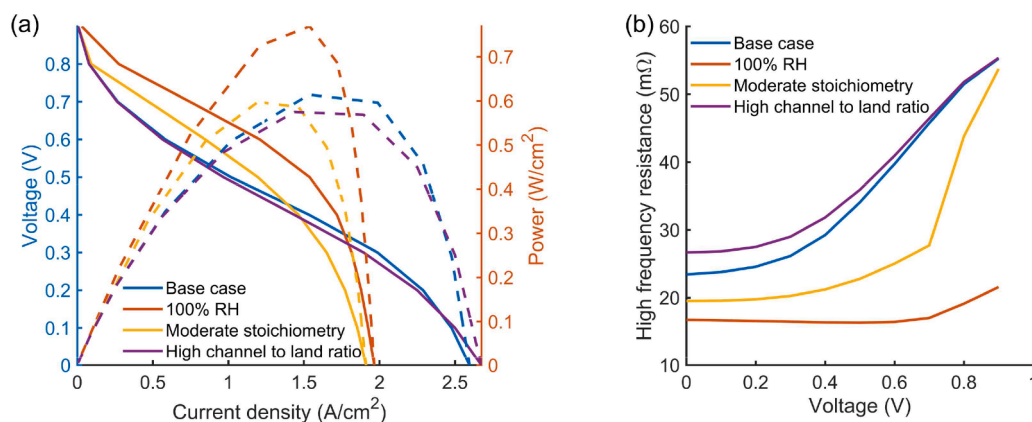 (a)
Voltage (V)
0.8
0.7
0.6
0.5
0.4
0.3
0.2
0.1
0
Base case
100% RH
Moderate stoichiometry
High channel to land ratio
0
0.5
1
1.5
2
2.5
Current density (A/cm2)
0.7
0.6
0.5
0.4
0.3
0.2
0.1
0
Power (W/cm2)
(b)
High frequency resistance (mΩ)
60
50
40
30
20
10
Base case
100% RH
Moderate stoichiometry
High channel to land ratio
0
0.2
0.4
0.6
0.8
1
Voltage (V)